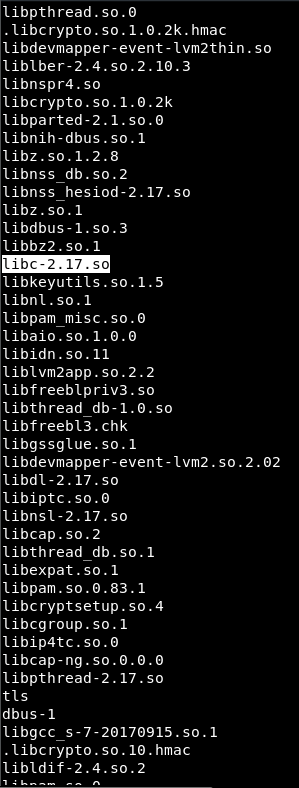 libpthread.so.0
.libcrypto.so.1.0.2k.hmac
libdevmapper-event-lvm2thin.so
liblber-2.4.so.2.10.3
libnspr4.so
libcrypto.so.1.0.2k
libparted-2.1.so.0
libnih-dbus.so.1
libz.so.1.2.8
libnss_db.so.2
libnss_hesiod-2.17.so
libz.so.1
libdbus-1.so.3
libbz2.so.1
libc-2.17.so
libkeyutils.so.1.5
libnl.so.1
libpam_misc.so.0
libaio.so.1.0.0
libidn.so.11
liblvm2app.so.2.2
libfreeblpriv3.so
libthread_db-1.0.so
libfreebl3.chk
libgssglue.so.1
libdevmapper-event-lvm2.so.2.02
libdl-2.17.so
libiptc.so.0
libnsl-2.17.so
libcap.so.2
libthread_db.so.1
libexpat.so.1
libpam.so.0.83.1
libcryptsetup.so.4
libcgroup.so.1
libip4tc.so.0
libcap-ng.so.0.0.0
libpthread-2.17.so
tls
dbus-1
libgcc_s-7-20170915.so.1
.libcrypto.so.10.hmac
libldif-2.4.so.2
libpam.so.0